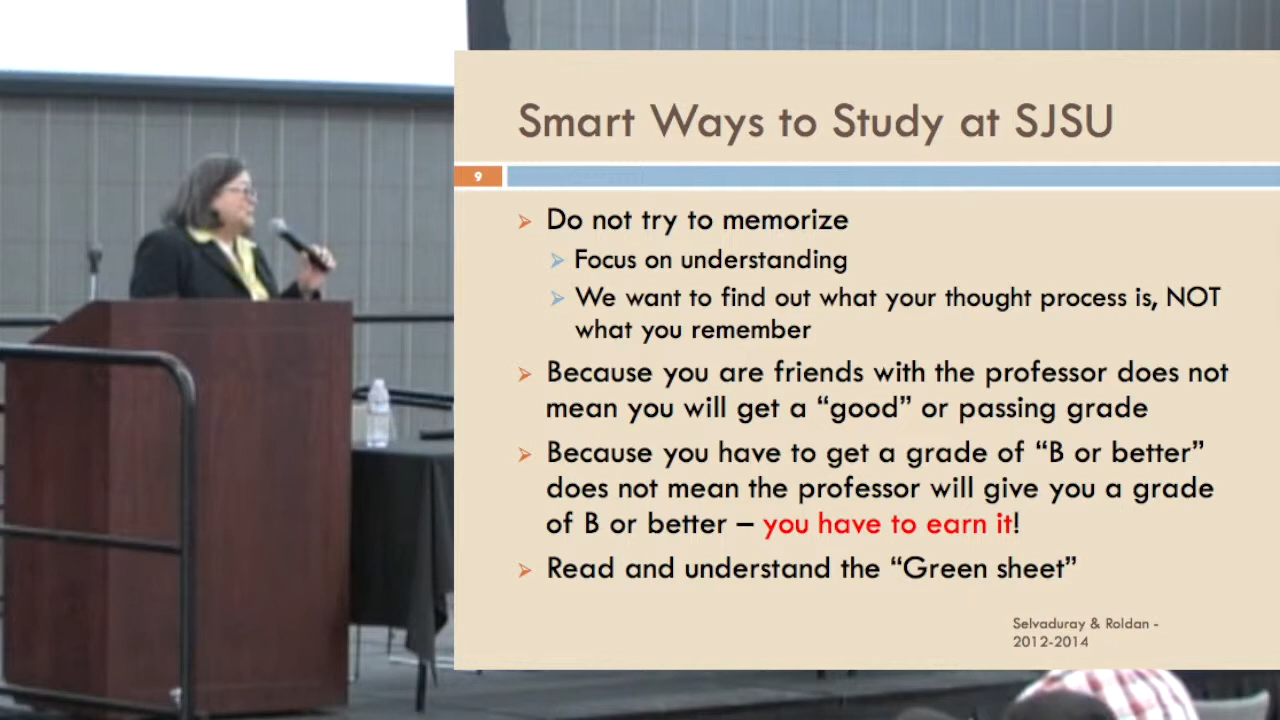 Smart Ways to Study at SJSU
9
Do not try to memorize
Focus on understanding
We want to find out what your thought process is, NOT
what you remember
Because you are friends with the professor does not
mean you will get a “good” or passing grade
Because you have to get a grade of “B or better”
does not mean the professor will give you a grade
of B or better – you have to earn it!
Read and understand the “Green sheet”
Selvaduray & Roldan -
2012-2014